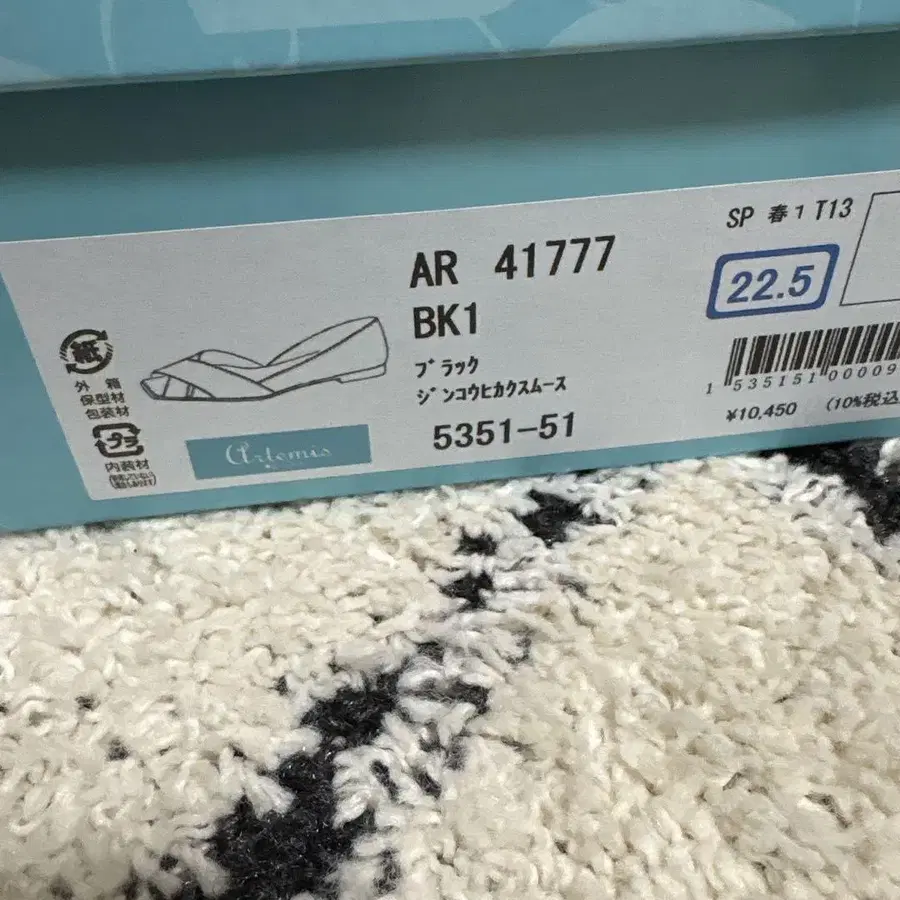 SP 春1 T13
AR 41777
22.5
BK1
ブラック
ジンコウヒカクスムース
5351-51
1 535151 00009
¥10,450 (10%税込
紙
外 箱
保型材
包装材
プラ
内装材
Artemis